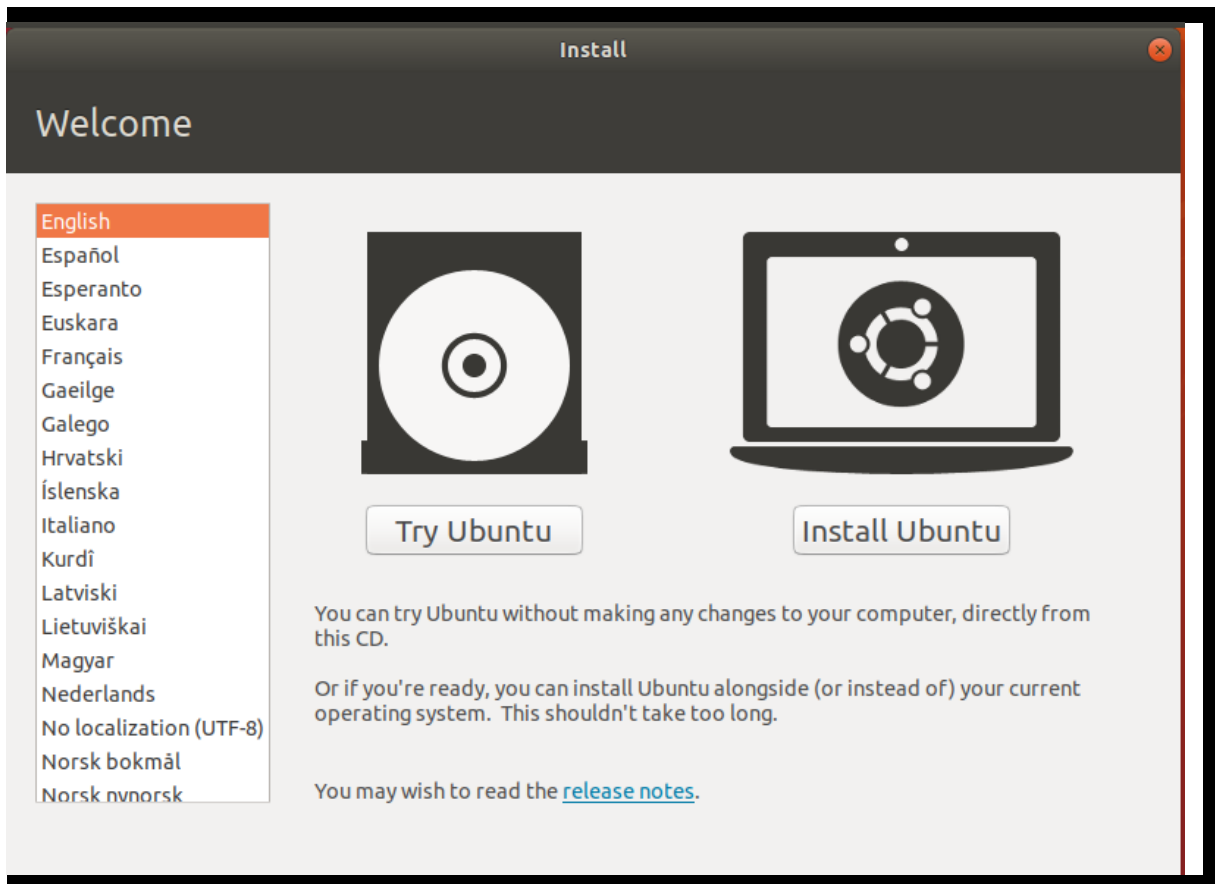 Install
Welcome
English
Español
Esperanto
Euskara
Français
Gaeilge
Galego
Hrvatski
Íslenska
Italiano
Kurdî
Latviski
Lietuviškai
Magyar
Nederlands
No localization (UTF-8)
Norsk bokmål
Norsk nynorsk
Try Ubuntu
Install Ubuntu
You can try Ubuntu without making any changes to your computer, directly from
this CD.
Or if you're ready, you can install Ubuntu alongside (or instead of) your current
operating system.  This shouldn't take too long.
You may wish to read the release notes.